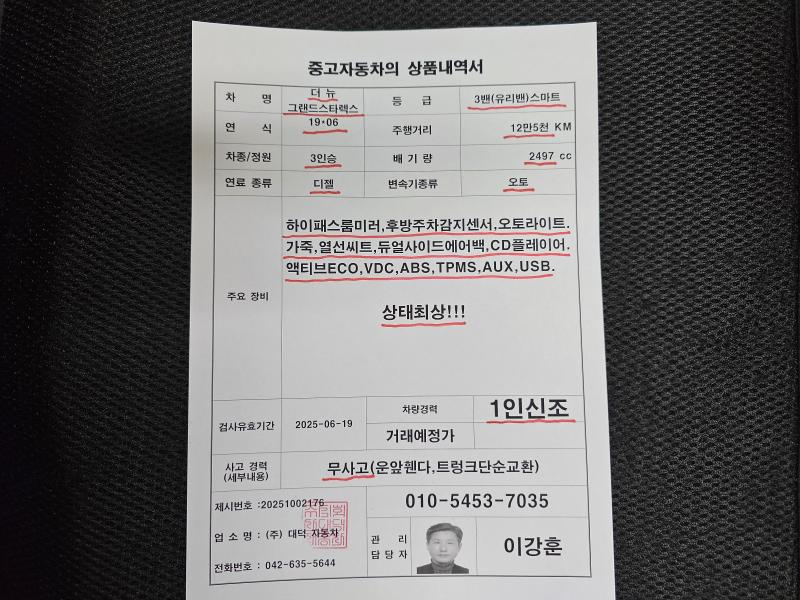 중고자동차의 상품내역서
차 명 더 뉴 그랜드스타렉스 등 급 3밴(유리밴)스마트
연 식 19·06 주행거리 12만5천 KM
차종/정원 3인승 배 기 량 2497 cc
연료 종류 디젤 변속기종류 오토
주요 장비
하이패스룸미러,후방주차감지센서,오토라이트.
가죽,열선씨트,듀얼사이드에어백,CD플레이어.
액티브ECO,VDC,ABS,TPMS,AUX,USB.
상태최상!!!
검사유효기간 2025-06-19 차량경력 1인신조
거래예정가
사고 경력
(세부내용)
무사고(운앞휀다,트렁크단순교환)
제시번호 :20251002176
업 소 명 : (주) 대덕 자동차
전화번호 : 042-635-5644
010-5453-7035
관 리
담 당 자
이강훈